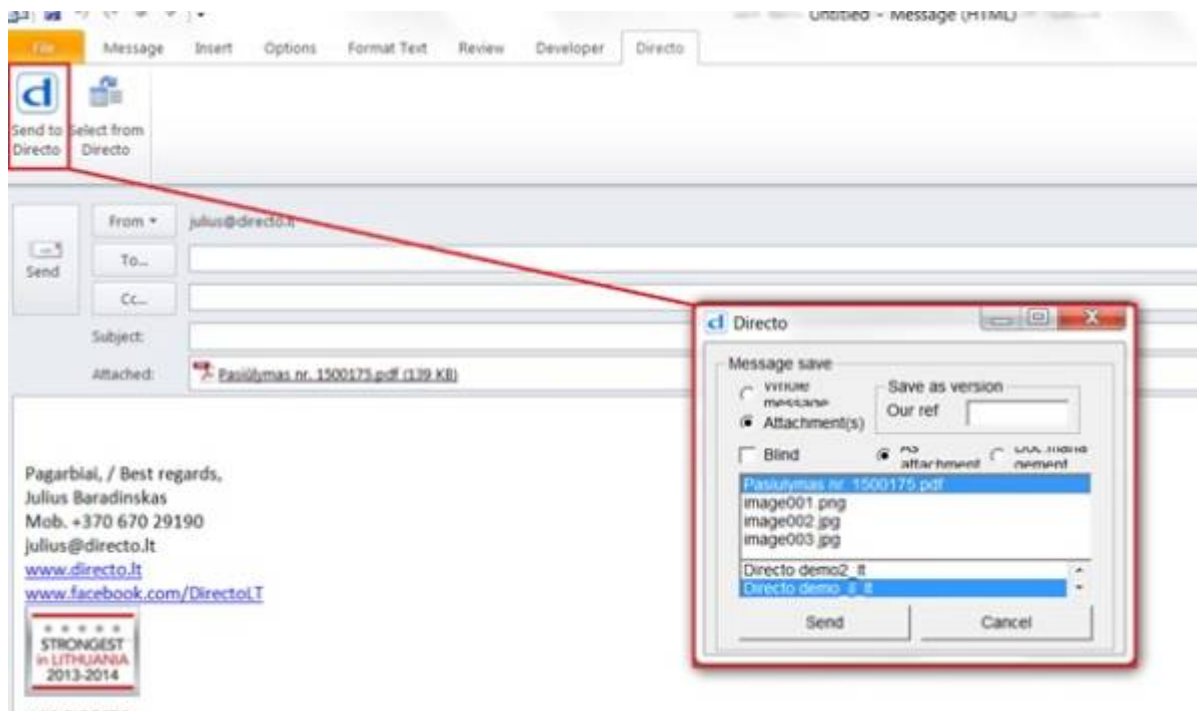 Untitled - Message (HTML)
File Message Insert Options Format Text Review Developer Directo
Send to Directo
Select from Directo
Send
From julius@directo.lt
To...
Cc...
Subject:
Attached: Pasiūlymas nr. 1500175.pdf (139 KB)
Pagarbiai, / Best regards,
Julius Baradinskas
Mob. +370 670 29190
julius@directo.lt
www.directo.lt
www.facebook.com/DirectoLT
STRONGEST
in LITHUANIA
2013-2014
Directo
Message save
Whole message
Attachment(s)
Save as version
Our ref
Blind
As attachment
Pasiulymas nr. 1500175.pdf
image001.png
image002.jpg
image003.jpg
Directo demo2_lt
Send Cancel